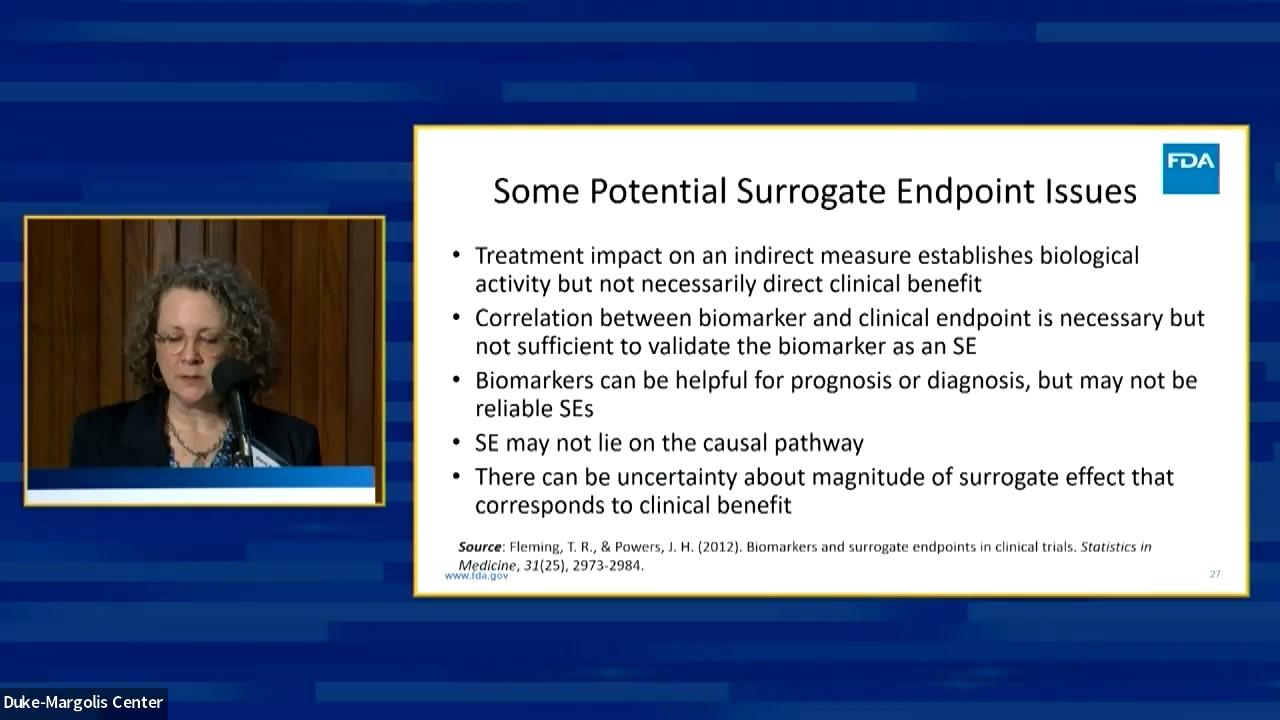 FDA
Some Potential Surrogate Endpoint Issues
• Treatment impact on an indirect measure establishes biological
activity but not necessarily direct clinical benefit
• Correlation between biomarker and clinical endpoint is necessary but
not sufficient to validate the biomarker as an SE
• Biomarkers can be helpful for prognosis or diagnosis, but may not be
reliable SEs
• SE may not lie on the causal pathway
• There can be uncertainty about magnitude of surrogate effect that
corresponds to clinical benefit
Source: Fleming, T. R., & Powers, J. H. (2012). Biomarkers and surrogate endpoints in clinical trials. Statistics in
Medicine, 31(25), 2973-2984.
www.fda.gov
27
Duke-Margolis Center